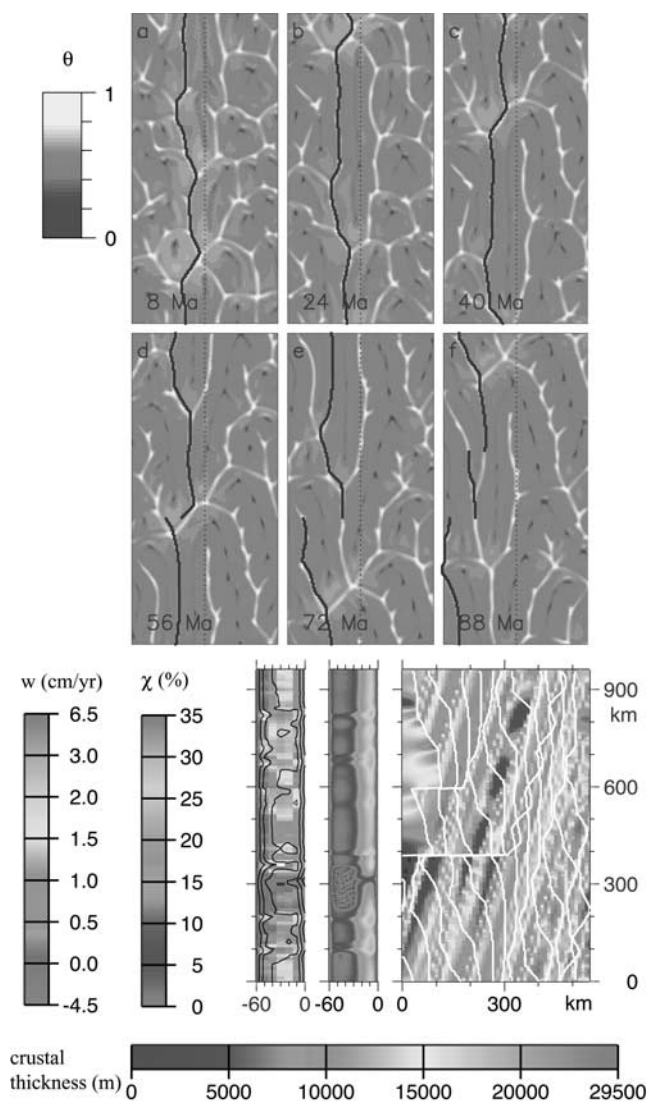 a b c
θ
1
0
8 Ma 24 Ma 40 Ma
d e f
56 Ma 72 Ma 88 Ma
w (cm/yr) χ (%)
6.5
3.0
2.0
1.5
1.0
0.5
0.0
-4.5
35
30
25
20
15
10
5
0
900
km
600
300
0
-60 0 -60 0 0 300 km
crustal
thickness (m)
0 5000 10000 15000 20000 29500